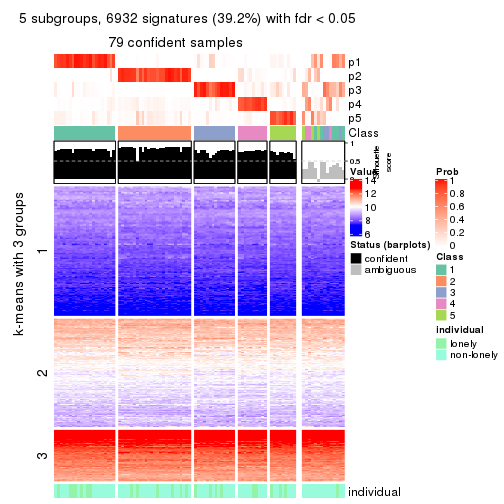 5 subgroups, 6932 signatures (39.2%) with fdr < 0.05
79 confident samples
p1
p2
p3
p4
p5
Class
1
0.5
0
Silhouette
score
Value
14
12
10
8
6
Prob
1
0.8
0.6
0.4
0.2
0
Status (barplots)
confident
ambiguous
Class
1
2
3
4
5
individual
lonely
non-lonely
k-means with 3 groups
1
2
3
individual